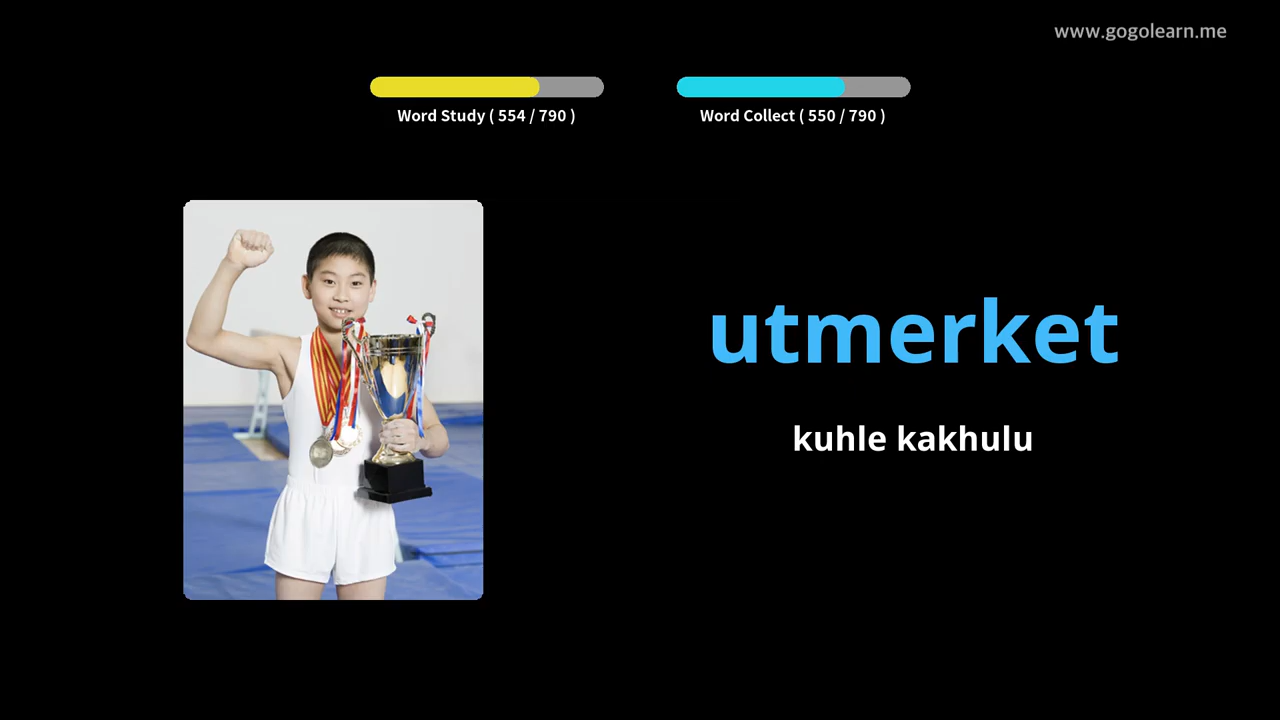 www.gogolearn.me
Word Study ( 554 / 790 )
Word Collect ( 550 / 790 )
utmerket
kuhle kakhulu